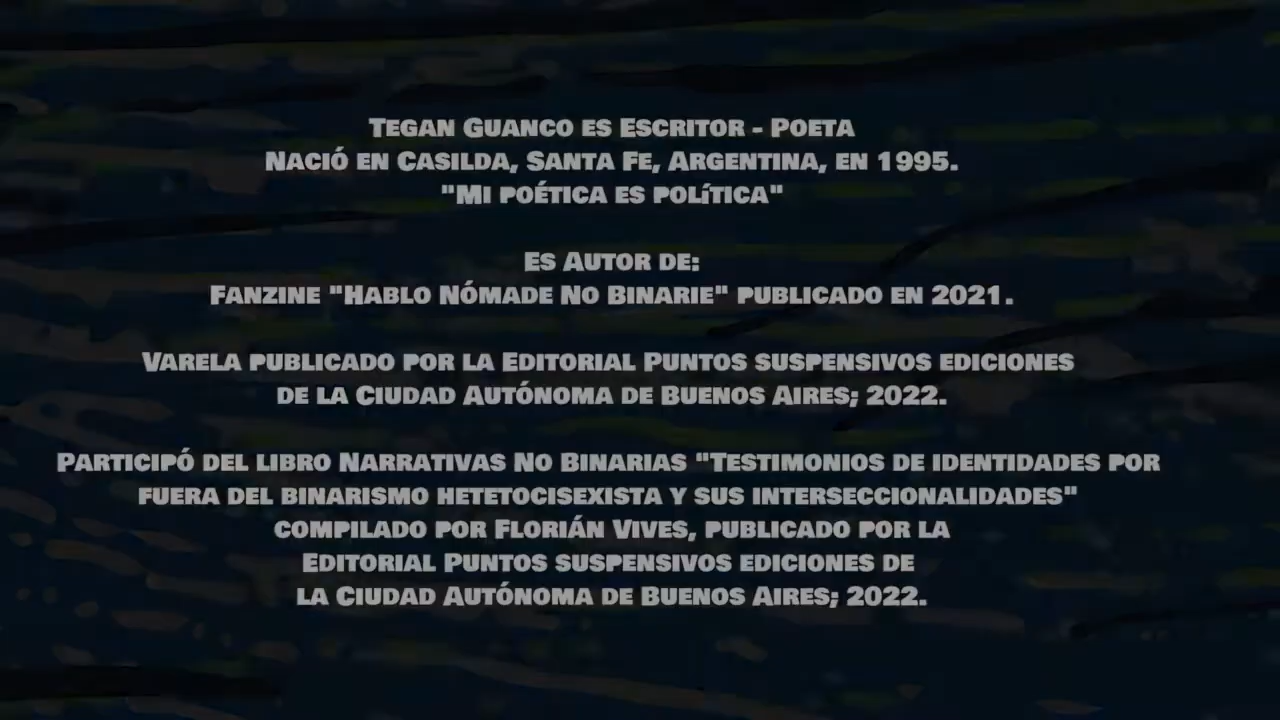 Tegan Guanco es Escritor - Poeta
Nació en Casilda, Santa Fe, Argentina, en 1995.
"Mi poética es política"
es Autor de:
Fanzine "Hablo Nómade No Binarie" publicado en 2021.
Varela publicado por la Editorial Puntos suspensivos ediciones
de la Ciudad Autónoma de Buenos Aires; 2022.
Participó del libro Narrativas No Binarias "Testimonios de identidades por
fuera del binarismo hetetocisexista y sus interseccionalidades"
compilado por Florián Vives, publicado por la
Editorial Puntos suspensivos ediciones de
la Ciudad Autónoma de Buenos Aires; 2022.